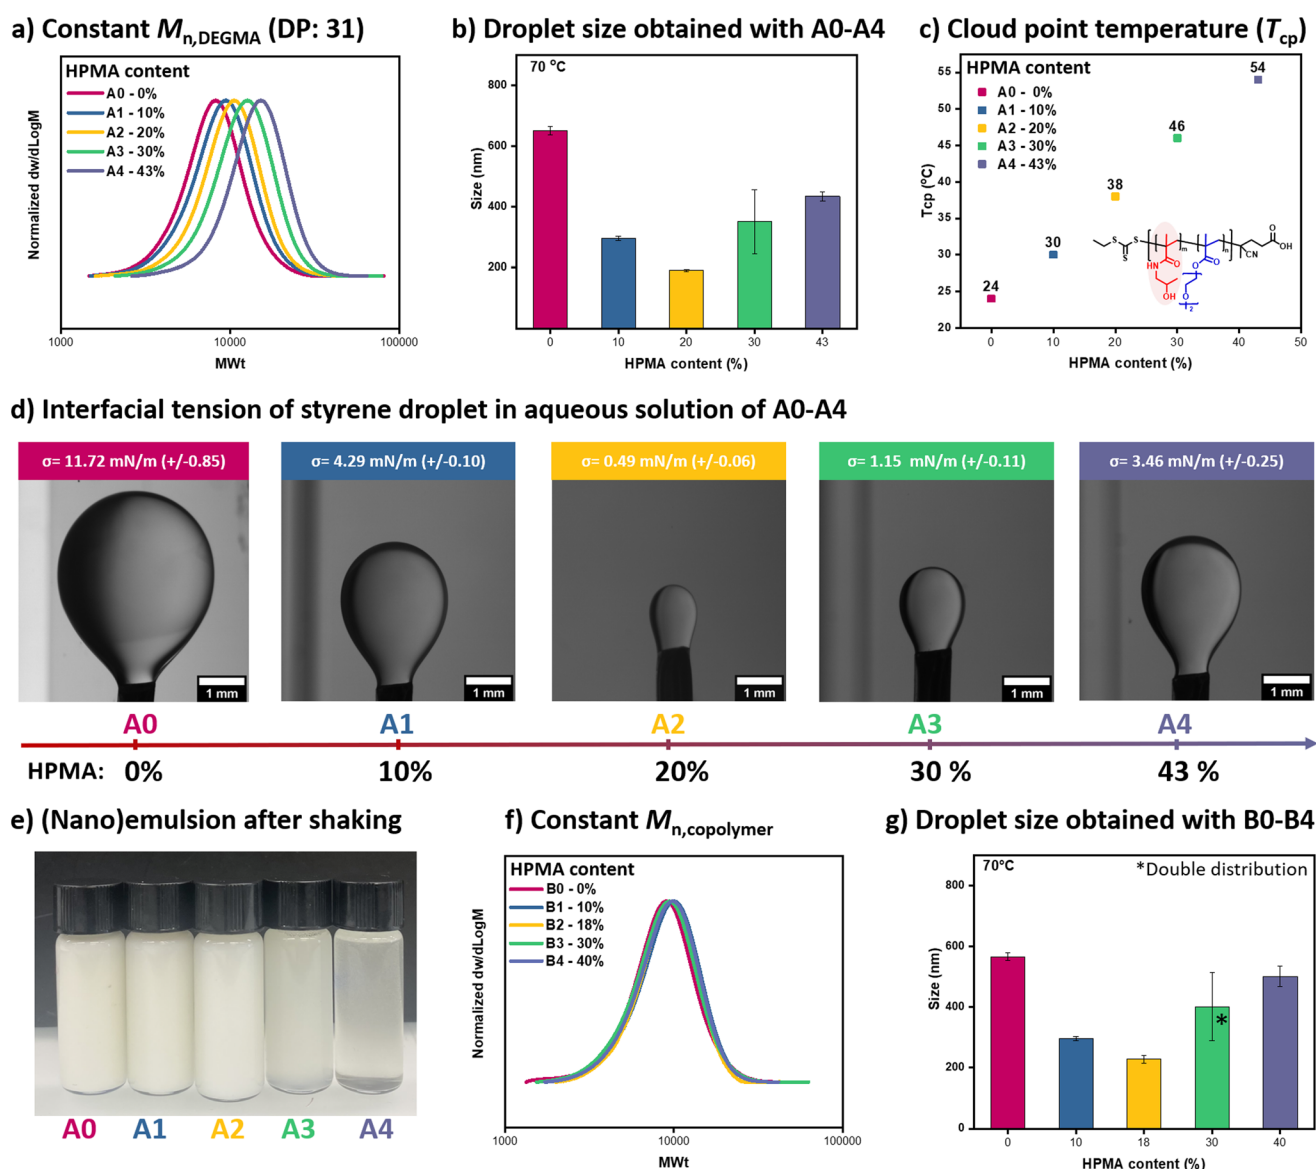 a) Constant Mn,DEGMA (DP: 31)
HPMA content
A0 - 0%
A1 - 10%
A2 - 20%
A3 - 30%
A4 - 43%
Normalized dw/dLogM
1000
10000
100000
MWt
b) Droplet size obtained with A0-A4
70 °C
800
600
400
200
Size (nm)
0
10
20
30
43
HPMA content (%)
c) Cloud point temperature (Tcp)
HPMA content
A0 - 0%
A1 - 10%
A2 - 20%
A3 - 30%
A4 - 43%
55
50
45
40
35
30
25
20
Tcp (°C)
24
30
38
46
54
S
S
S
m
n
HN
O
OH
O
O
O
2
CN
O
OH
0
10
20
30
40
50
HPMA content (%)
d) Interfacial tension of styrene droplet in aqueous solution of A0-A4
σ= 11.72 mN/m (+/-0.85)
σ= 4.29 mN/m (+/-0.10)
σ= 0.49 mN/m (+/-0.06)
σ= 1.15 mN/m (+/-0.11)
σ= 3.46 mN/m (+/-0.25)
1 mm
1 mm
1 mm
1 mm
1 mm
A0
A1
A2
A3
A4
HPMA:
0%
10%
20%
30 %
43 %
e) (Nano)emulsion after shaking
A0
A1
A2
A3
A4
f) Constant Mn,copolymer
HPMA content
B0 - 0%
B1 - 10%
B2 - 18%
B3 - 30%
B4 - 40%
Normalized dw/dLogM
1000
10000
100000
MWt
g) Droplet size obtained with B0-B4
70°C
*Double distribution
800
600
400
200
0
Size (nm)
*
0
10
18
30
40
HPMA content (%)